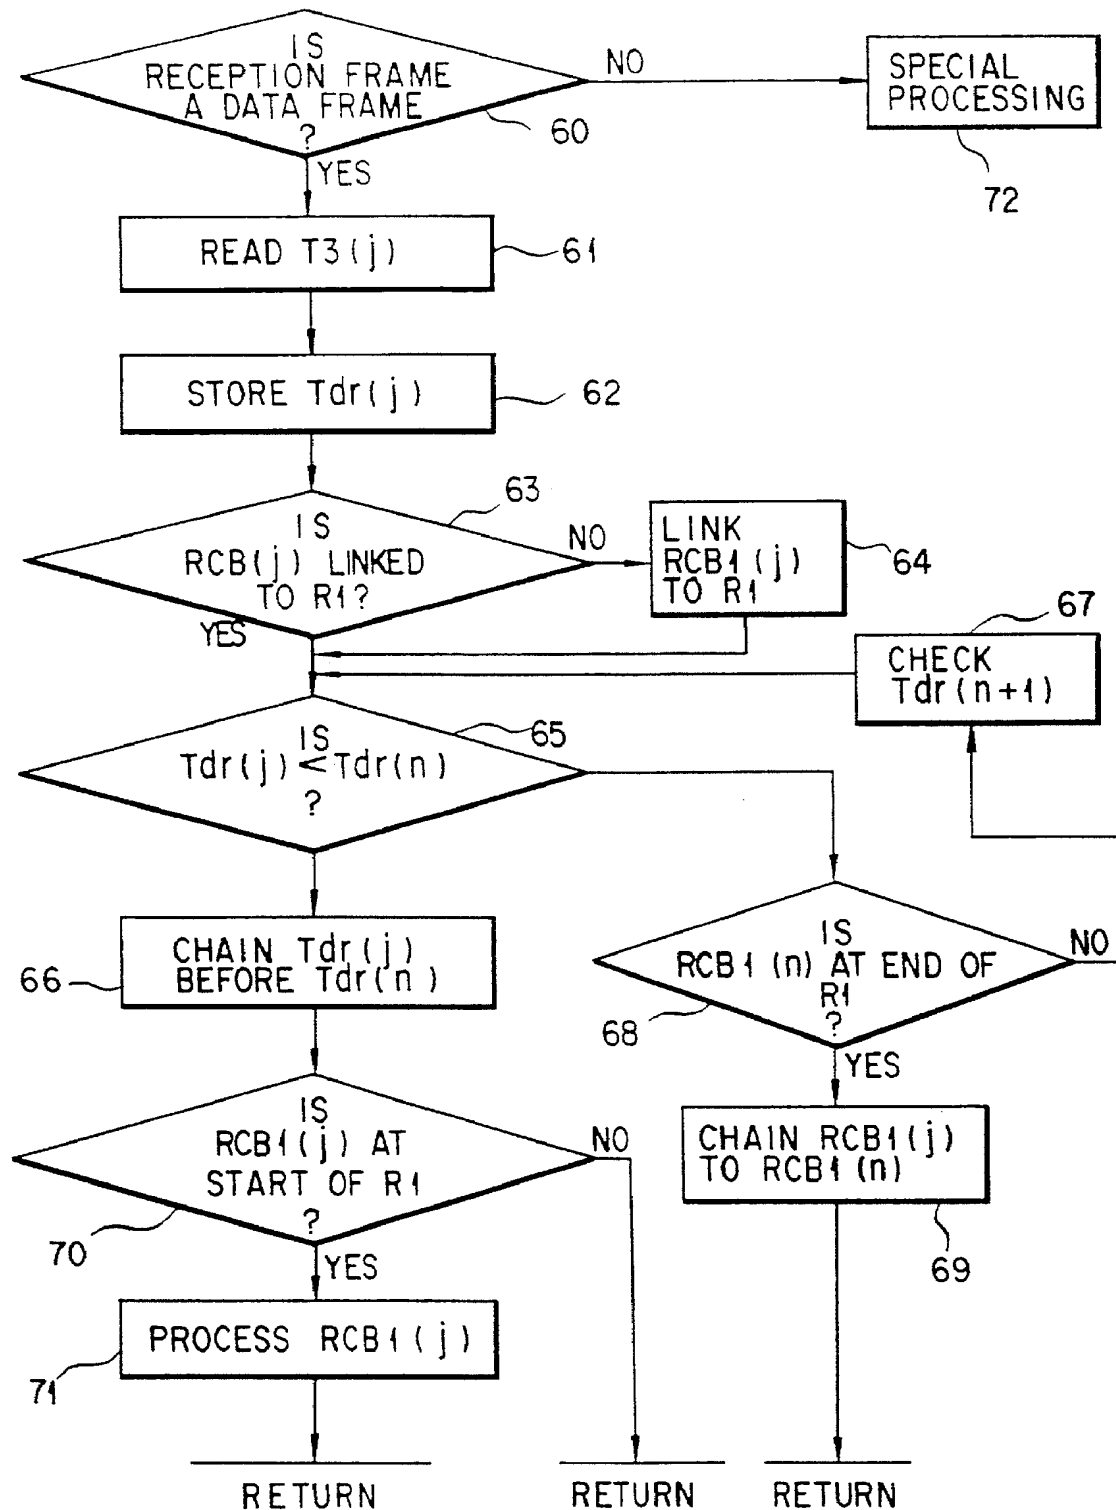 IS
RECEPTION FRAME
A DATA FRAME
?
60
NO
SPECIAL
PROCESSING
72
YES
READ T3(j)
61
STORE Tdr(j)
62
IS
RCB(j) LINKED
TO R1?
63
NO
LINK
RCB1(j)
TO R1
64
YES
67
CHECK
Tdr(n+1)
IS
Tdr(j) < Tdr(n)
?
65
CHAIN Tdr(j)
BEFORE Tdr(n)
66
IS
RCB1(n) AT END OF
R1
?
68
NO
YES
IS
RCB1(j) AT
START OF R1
?
70
NO
CHAIN RCB1(j)
TO RCB1(n)
69
YES
PROCESS RCB1(j)
71
RETURN
RETURN
RETURN